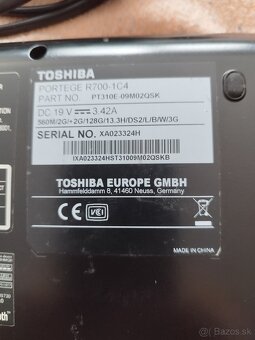 TOSHIBA
PORTEGE R700-1C4
PART NO. PT310E-09M02QSK
DC 19 V 3.42A
560M/2G/+2G/128G/13.3H/DS2/L/B/W/3G
SERIAL NO. XA023324H
IXA023324HST31009M02QSKB
TOSHIBA EUROPE GMBH
Hammfelddamm 8, 41460 Neuss, Germany
CE
MADE IN CHINA
oth
Bazos.sk